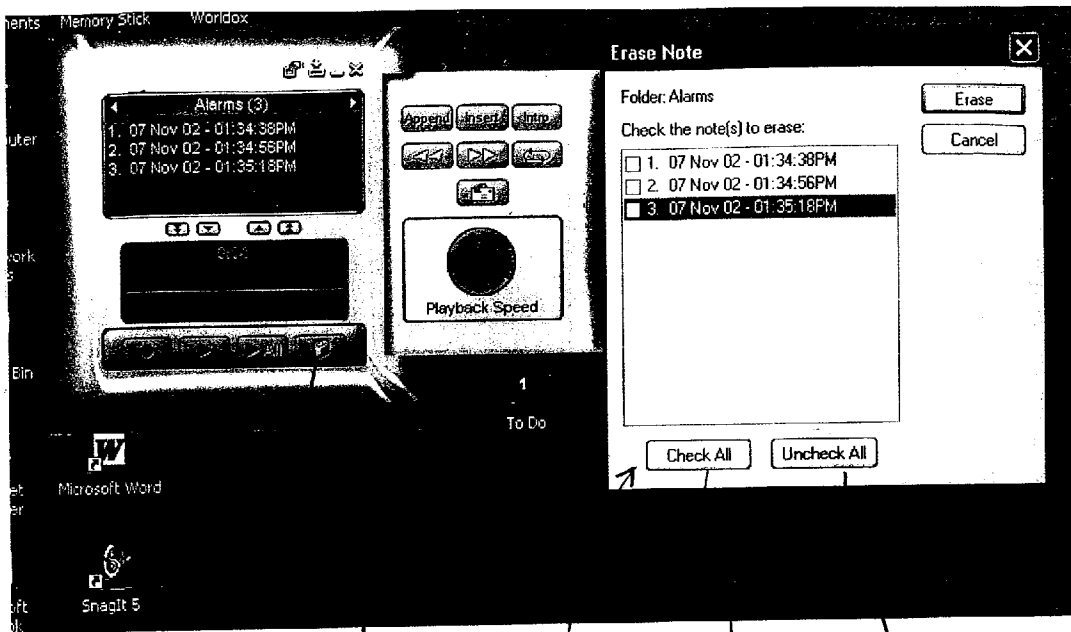 Memory Stick
Worldox
Alarms (3)
1. 07 Nov 02 - 01:34:38PM
2. 07 Nov 02 - 01:34:56PM
3. 07 Nov 02 - 01:35:18PM
All
Append
Insert
Intrp
Playback Speed
1
To Do
Bin
W
Microsoft Word
SnagIt 5
Erase Note
Folder: Alarms
Check the note(s) to erase:
1. 07 Nov 02 - 01:34:38PM
2. 07 Nov 02 - 01:34:56PM
3. 07 Nov 02 - 01:35:18PM
Erase
Cancel
Check All
Uncheck All